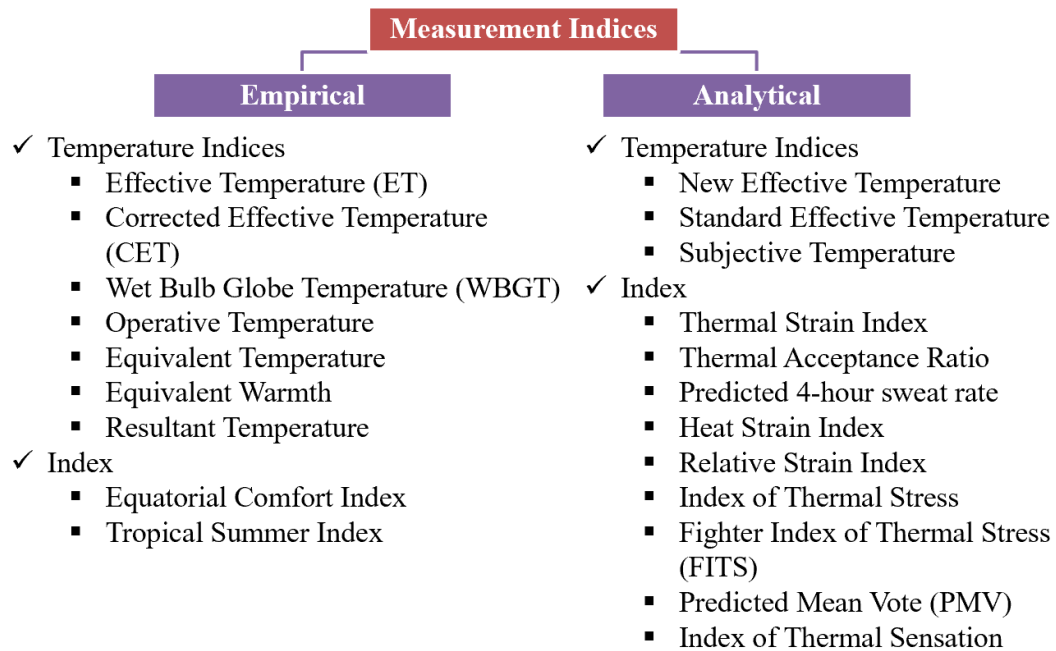 Measurement Indices
Empirical
✓ Temperature Indices
▪ Effective Temperature (ET)
▪ Corrected Effective Temperature
(CET)
▪ Wet Bulb Globe Temperature (WBGT)
▪ Operative Temperature
▪ Equivalent Temperature
▪ Equivalent Warmth
▪ Resultant Temperature
✓ Index
▪ Equatorial Comfort Index
▪ Tropical Summer Index
Analytical
✓ Temperature Indices
▪ New Effective Temperature
▪ Standard Effective Temperature
▪ Subjective Temperature
✓ Index
▪ Thermal Strain Index
▪ Thermal Acceptance Ratio
▪ Predicted 4-hour sweat rate
▪ Heat Strain Index
▪ Relative Strain Index
▪ Index of Thermal Stress
▪ Fighter Index of Thermal Stress
(FITS)
▪ Predicted Mean Vote (PMV)
▪ Index of Thermal Sensation